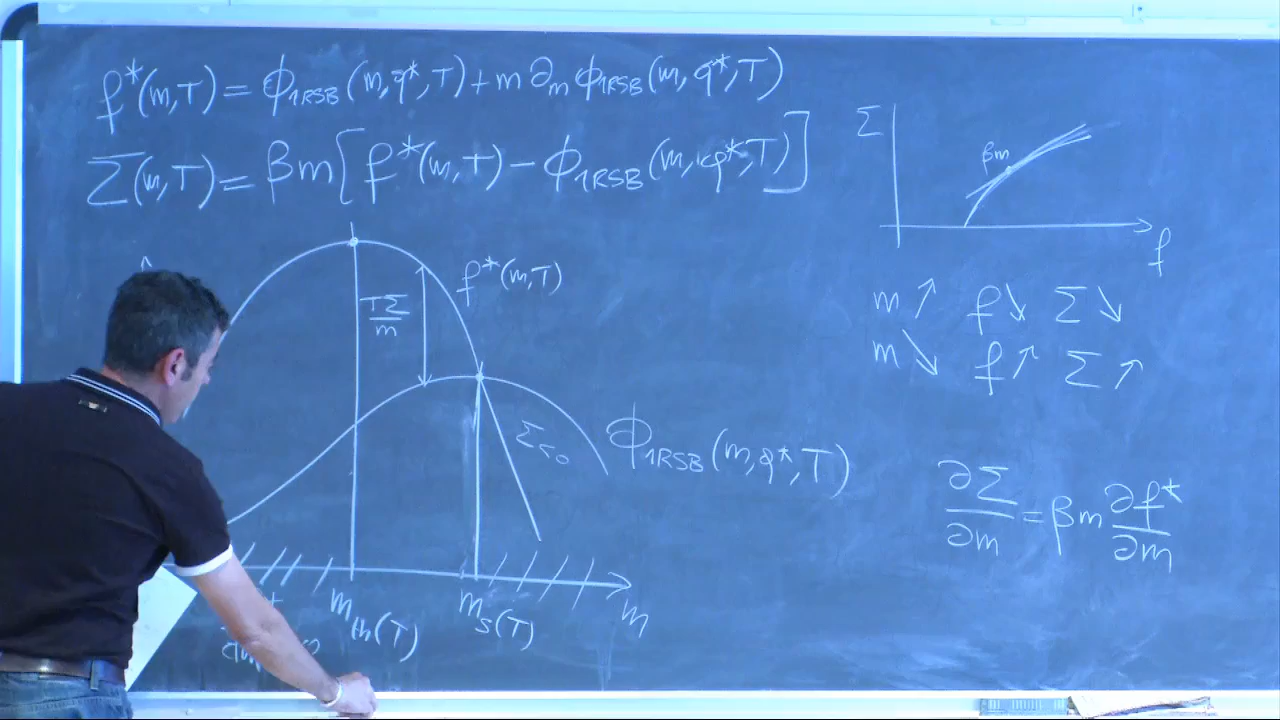 f*(m,T) = ϕ1RSB(m,q*,T) + m ∂m ϕ1RSB(m,q*,T)
Σ(m,T) = βm[f*(m,T) − ϕ1RSB(m,q*,T)]
Σ
βm
f
f*(m,T)
TΣ/m
m ↗ f ↘ Σ ↘
m ↘ f ↗ Σ ↗
Σ<0
ϕ1RSB(m,q*,T)
∂Σ/∂m = βm ∂f*/∂m
mth(T)
ms(T)
m